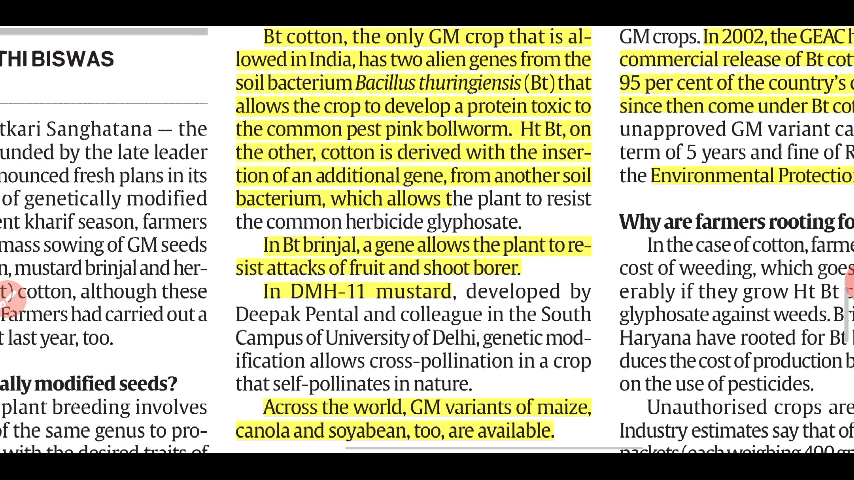 THI BISWAS
tkari Sanghatana — the
unded by the late leader
nounced fresh plans in its
of genetically modified
ent kharif season, farmers
mass sowing of GM seeds
n, mustard brinjal and her-
t) cotton, although these
Farmers had carried out a
t last year, too.
ally modified seeds?
plant breeding involves
of the same genus to pro-
with the desired traits of
Bt cotton, the only GM crop that is al-
lowed in India, has two alien genes from the
soil bacterium Bacillus thuringiensis (Bt) that
allows the crop to develop a protein toxic to
the common pest pink bollworm. Ht Bt, on
the other, cotton is derived with the inser-
tion of an additional gene, from another soil
bacterium, which allows the plant to resist
the common herbicide glyphosate.
In Bt brinjal, a gene allows the plant to re-
sist attacks of fruit and shoot borer.
In DMH-11 mustard, developed by
Deepak Pental and colleague in the South
Campus of University of Delhi, genetic mod-
ification allows cross-pollination in a crop
that self-pollinates in nature.
Across the world, GM variants of maize,
canola and soyabean, too, are available.
GM crops. In 2002, the GEAC h
commercial release of Bt cot
95 per cent of the country's c
since then come under Bt cot
unapproved GM variant ca
term of 5 years and fine of R
the Environmental Protectio
Why are farmers rooting fo
In the case of cotton, farme
cost of weeding, which goes
erably if they grow Ht Bt
glyphosate against weeds. Bri
Haryana have rooted for Bt
duces the cost of production b
on the use of pesticides.
Unauthorised crops are
Industry estimates say that of
packets (each weighing 400 gr